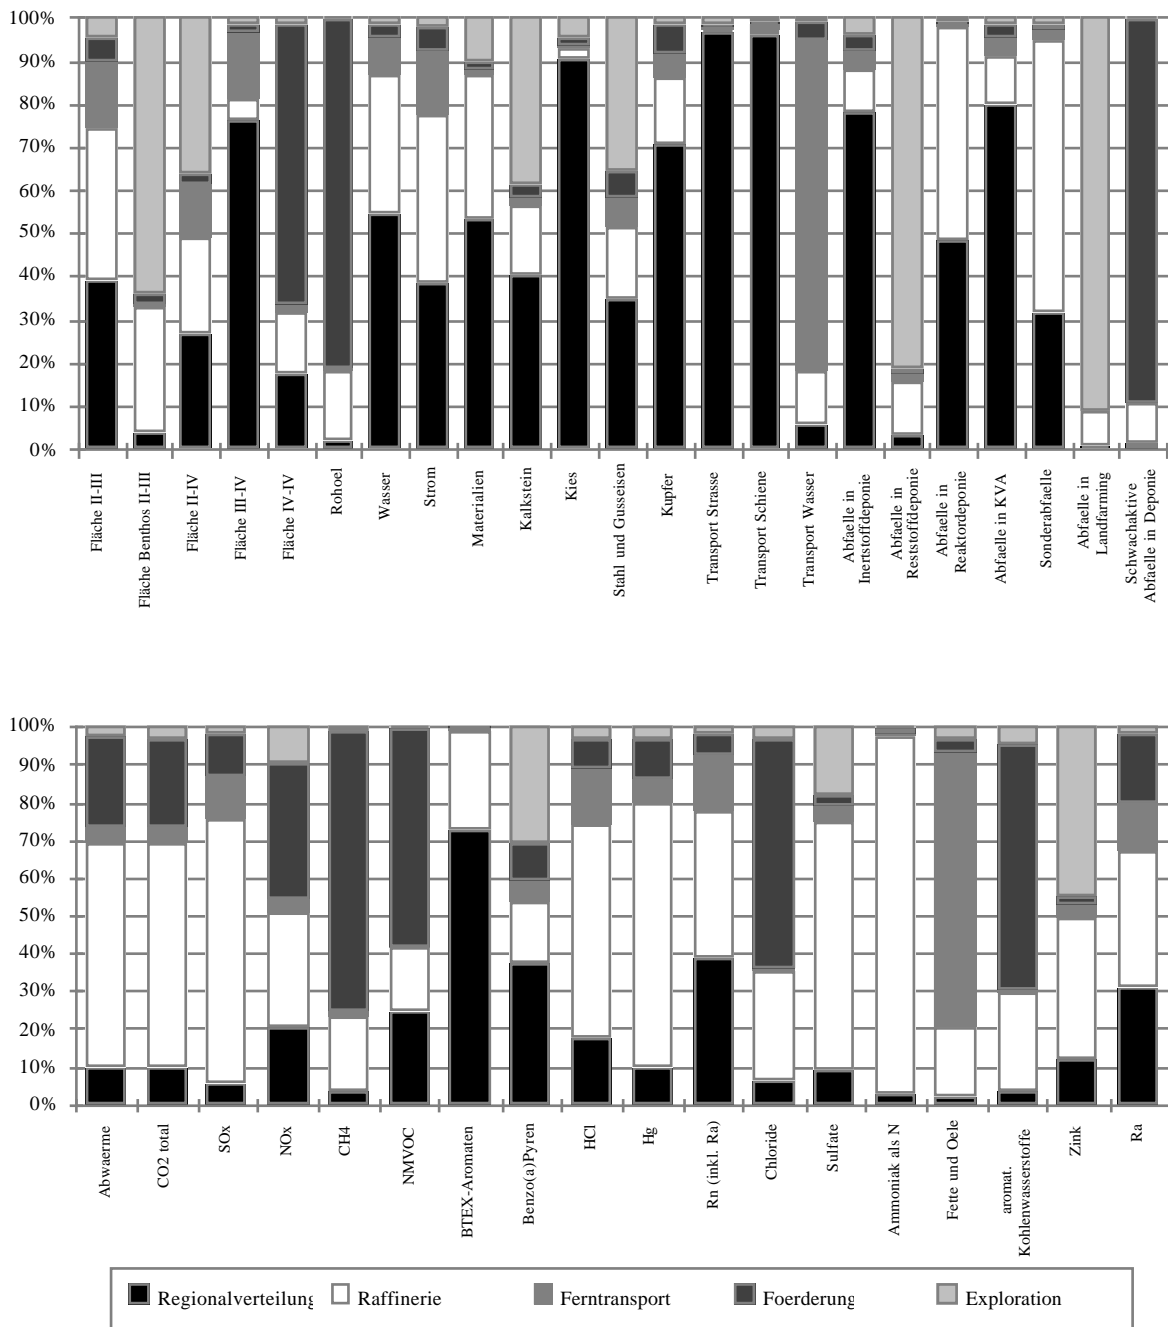 100%
90%
80%
70%
60%
50%
40%
30%
20%
10%
0%
Fläche II-III
Fläche Benthos II-III
Fläche II-IV
Fläche III-IV
Fläche IV-IV
Rohoel
Wasser
Strom
Materialien
Kalkstein
Kies
Stahl und Gusseisen
Kupfer
Transport Strasse
Transport Schiene
Transport Wasser
Abfaelle in
Inertstoffdeponie
Abfaelle in
Reststoffdeponie
Abfaelle in
Reaktordeponie
Abfaelle in KVA
Sonderabfaelle
Abfaelle in
Landfarming
Schwachaktive
Abfaelle in Deponie
100%
90%
80%
70%
60%
50%
40%
30%
20%
10%
0%
Abwaerme
CO2 total
SOx
NOx
CH4
NMVOC
BTEX-Aromaten
Benzo(a)Pyren
HCl
Hg
Rn (inkl. Ra)
Chloride
Sulfate
Ammoniak als N
Fette und Oele
aromat.
Kohlenwasserstoffe
Zink
Ra
Regionalverteilung
Raffinerie
Ferntransport
Foerderung
Exploration